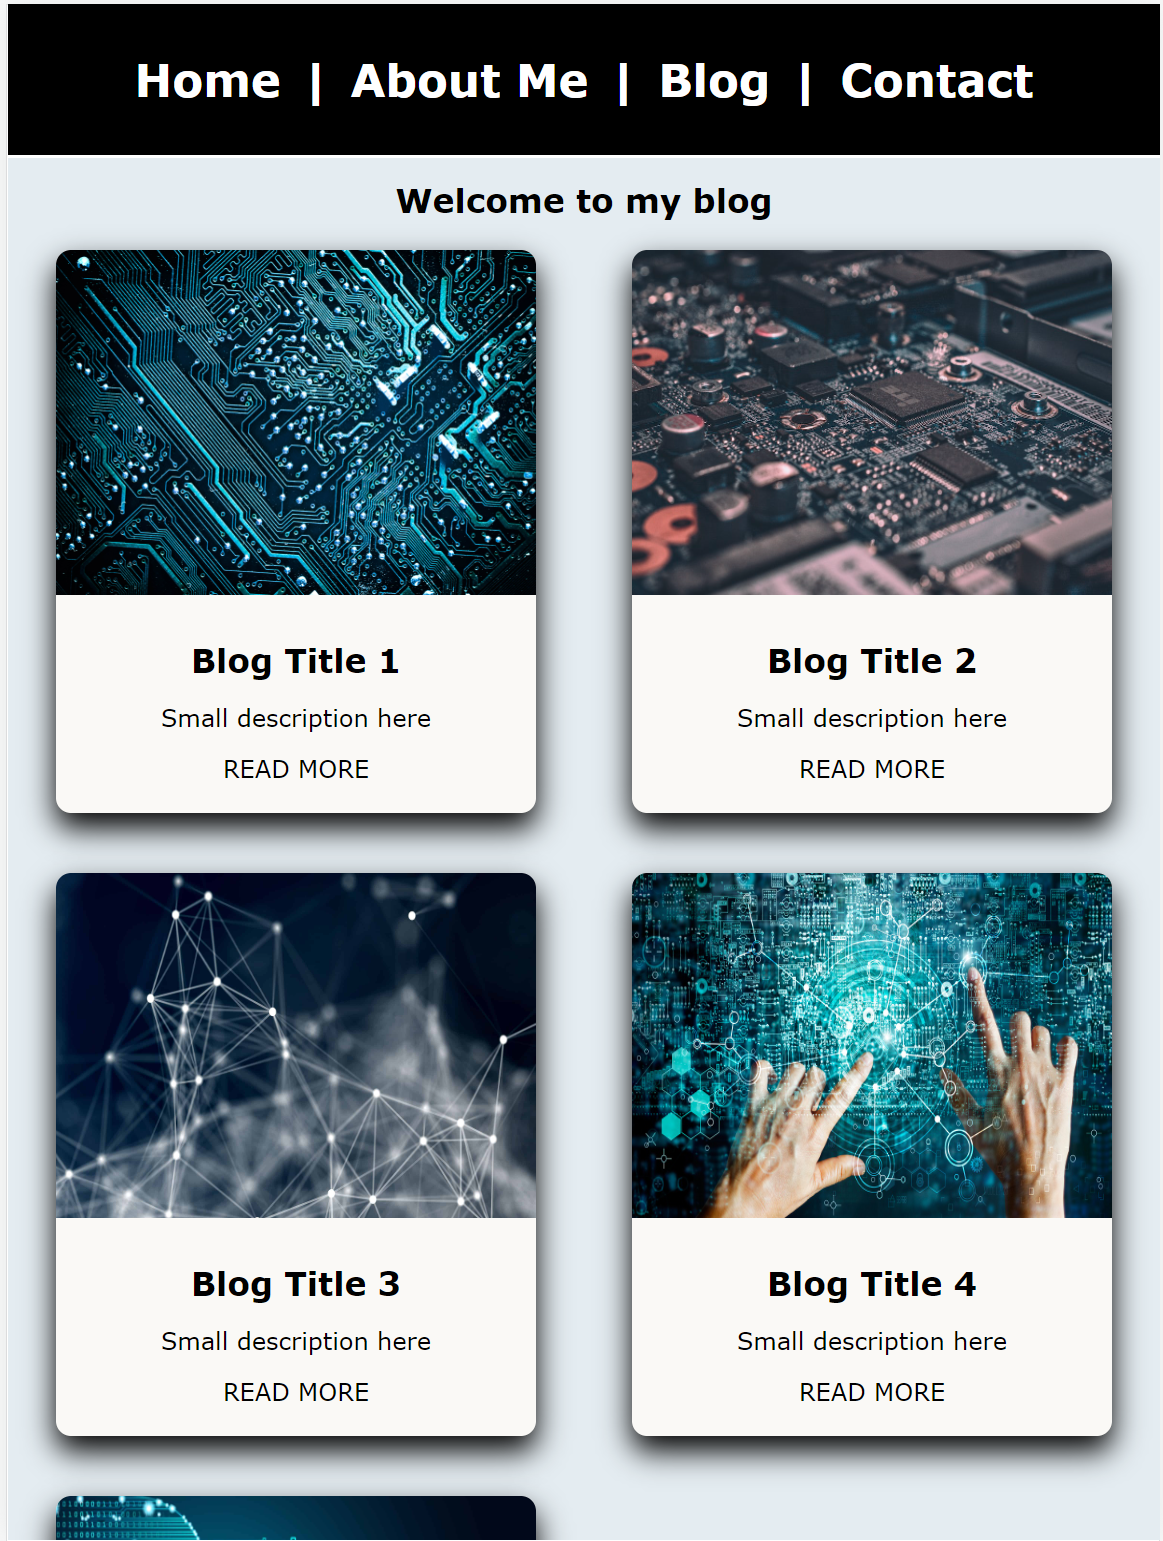 Home | About Me | Blog | Contact
Welcome to my blog
Blog Title 1
Small description here
READ MORE
Blog Title 2
Small description here
READ MORE
Blog Title 3
Small description here
READ MORE
Blog Title 4
Small description here
READ MORE